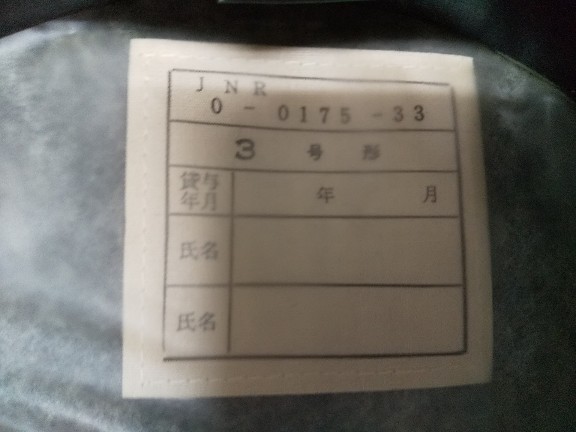 JNR
0-0175-33
3 号 形
貸与年月 年 月
氏名
氏名